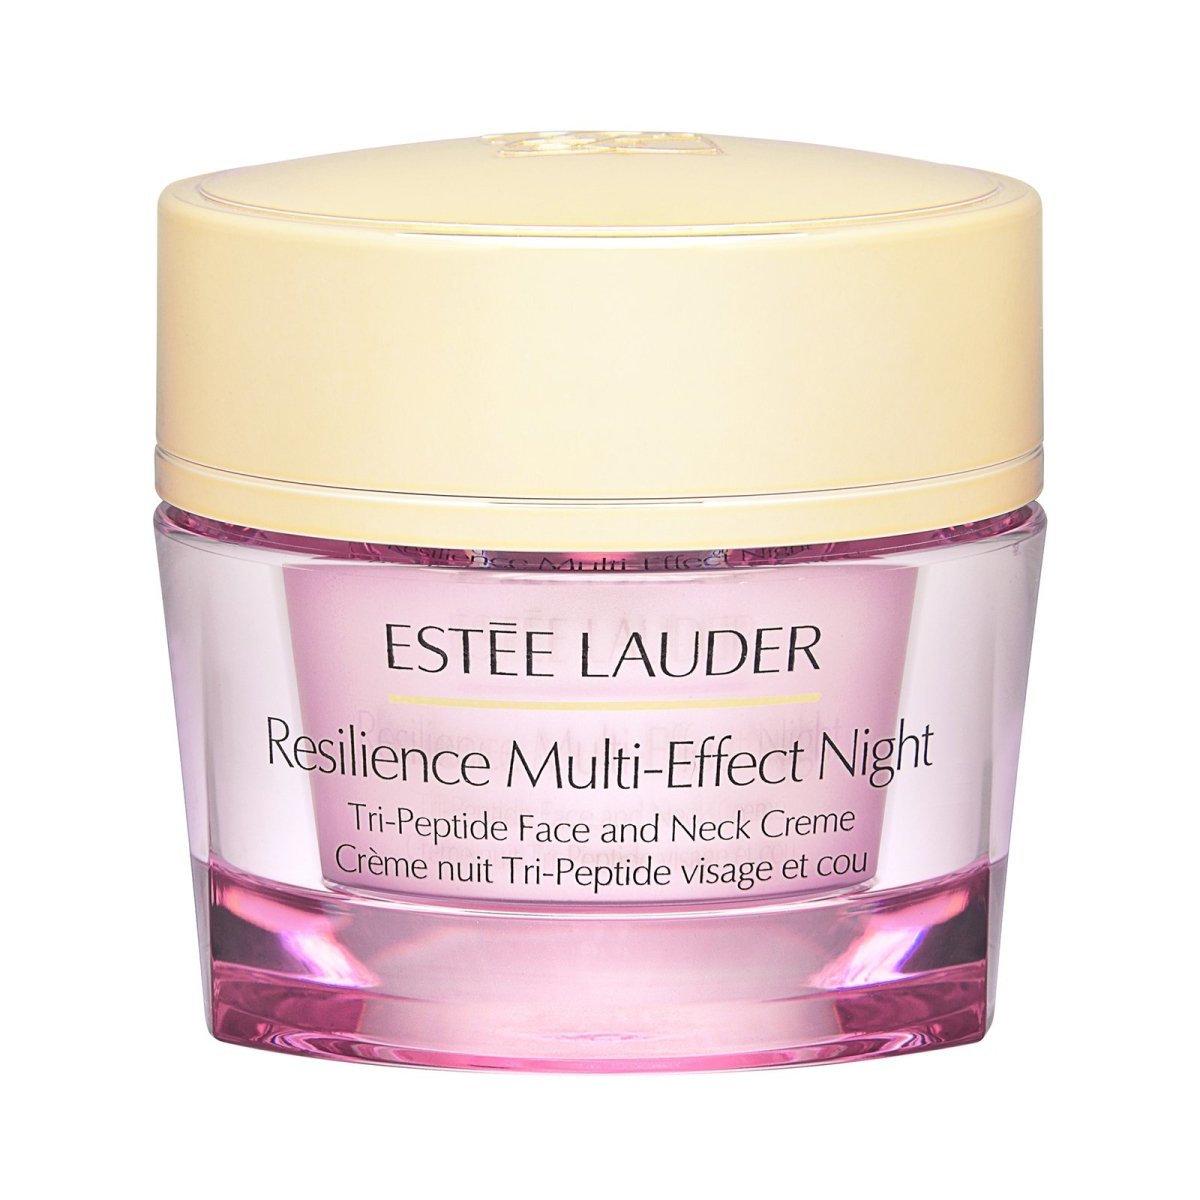 ESTĒE LAUDER
Resilience Multi-Effect Night
Tri-Peptide Face and Neck Creme
Crème nuit Tri-Peptide visage et cou